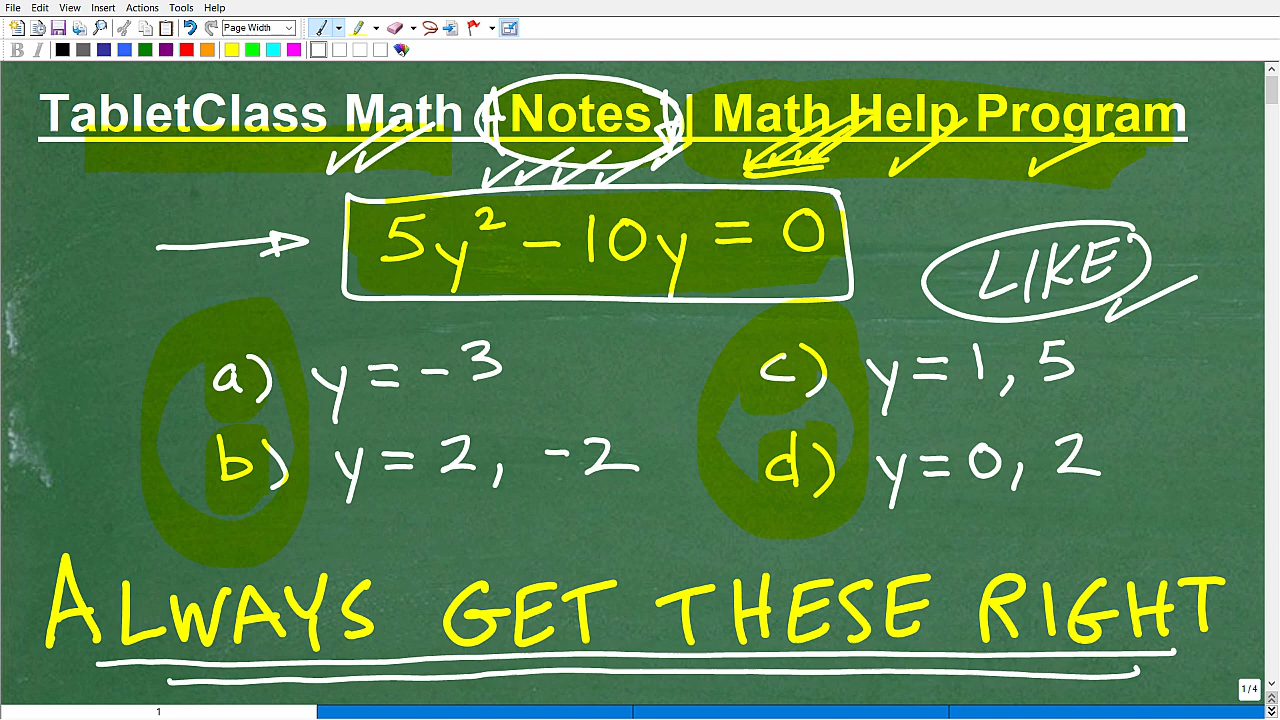 File Edit View Insert Actions Tools Help
Page Width
B I
TabletClass Math | Notes | Math Help Program
5y² - 10y = 0
LIKE
a) y = -3
c) y = 1, 5
b) y = 2, -2
d) y = 0, 2
ALWAYS GET THESE RIGHT
1/4
1